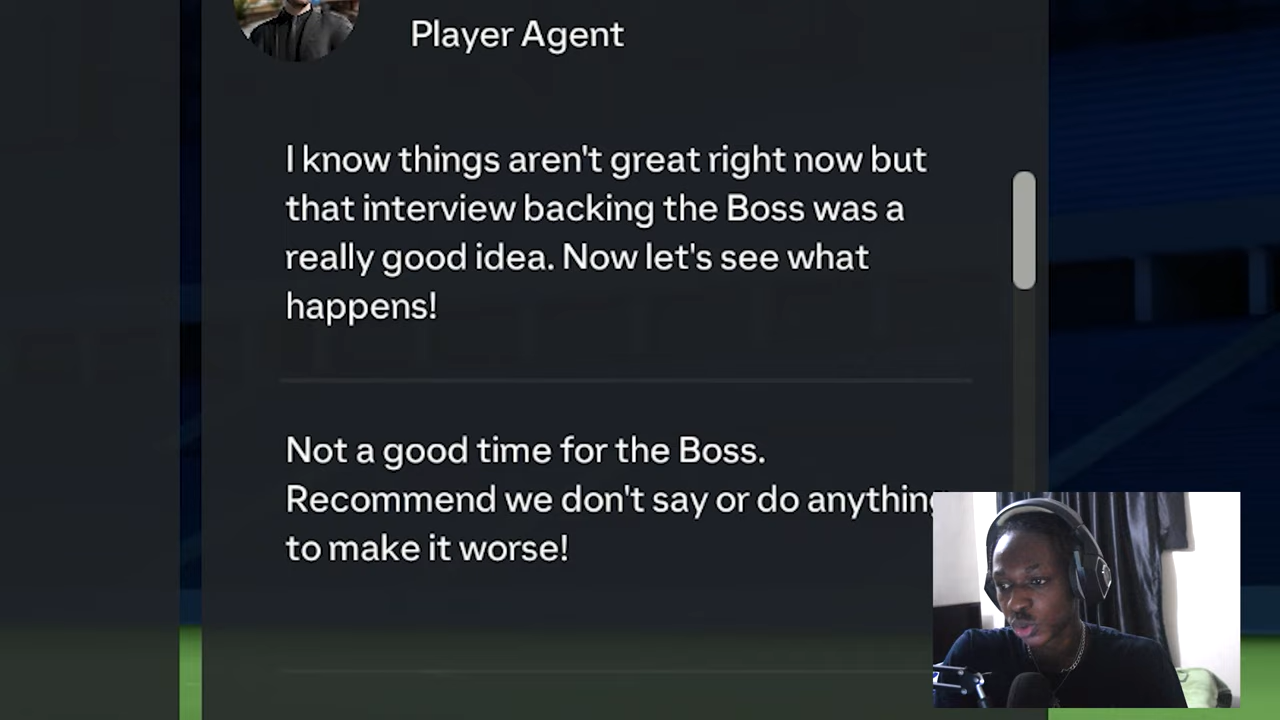 Player Agent
I know things aren't great right now but
that interview backing the Boss was a
really good idea. Now let's see what
happens!
Not a good time for the Boss.
Recommend we don't say or do anything
to make it worse!